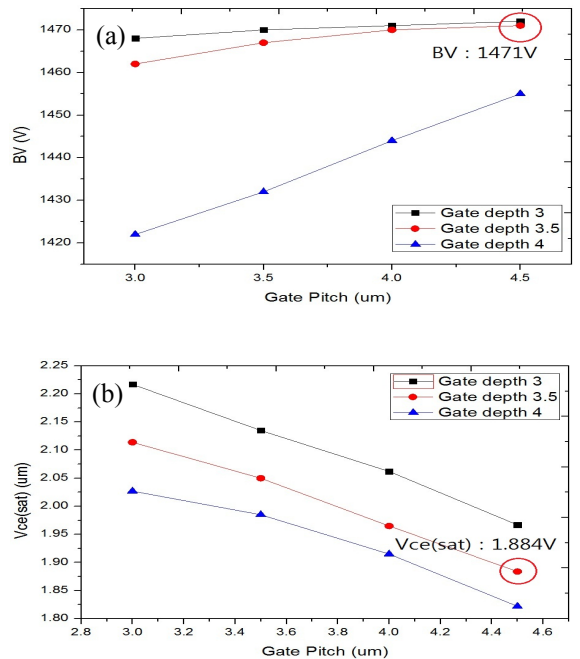 (a)
1470
1460
1450
1440
1430
1420
BV (V)
BV : 1471V
Gate depth 3
Gate depth 3.5
Gate depth 4
3.0 3.5 4.0 4.5
Gate Pitch (um)
(b)
2.25
2.20
2.15
2.10
2.05
2.00
1.95
1.90
1.85
1.80
Vce(sat) (um)
Gate depth 3
Gate depth 3.5
Gate depth 4
Vce(sat) : 1.884V
2.8 3.0 3.2 3.4 3.6 3.8 4.0 4.2 4.4 4.6
Gate Pitch (um)